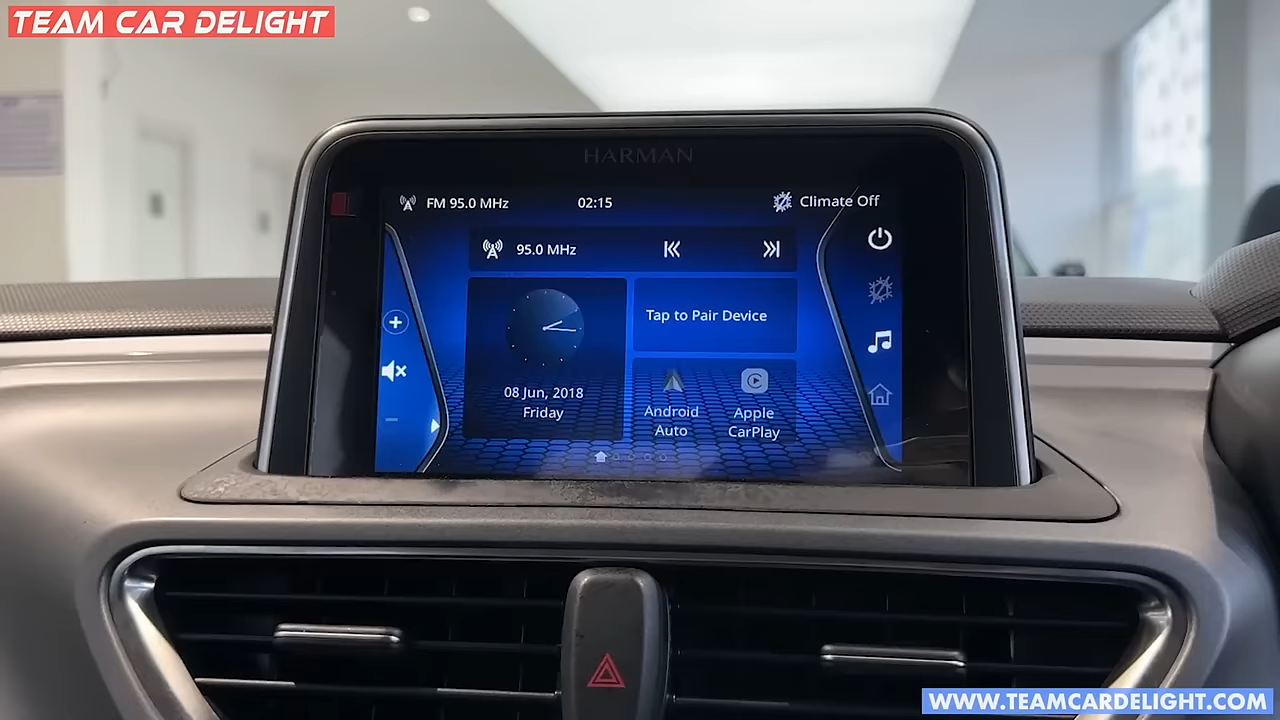 TEAM CAR DELIGHT
HARMAN
FM 95.0 MHz
02:15
Climate Off
95.0 MHz
Tap to Pair Device
08 Jun, 2018
Friday
Android
Auto
Apple
CarPlay
WWW.TEAMCARDELIGHT.COM